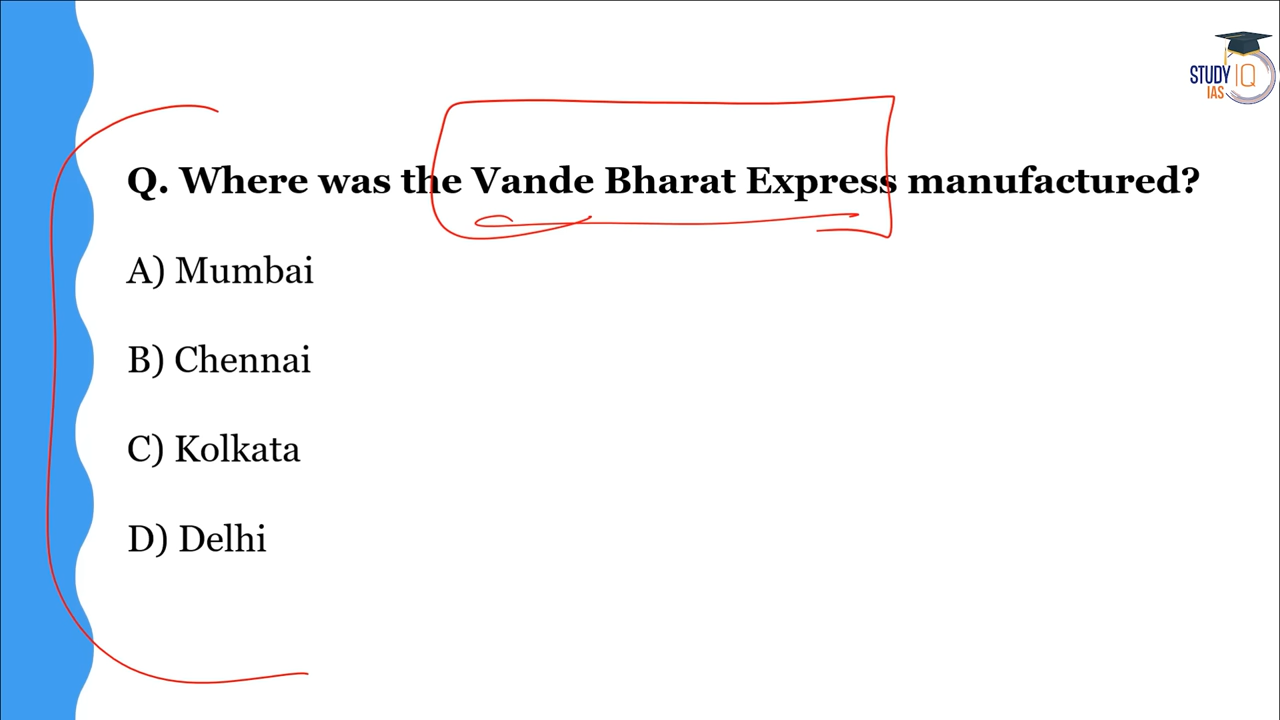 STUDY IQ
IAS
Q. Where was the Vande Bharat Express manufactured?
A) Mumbai
B) Chennai
C) Kolkata
D) Delhi